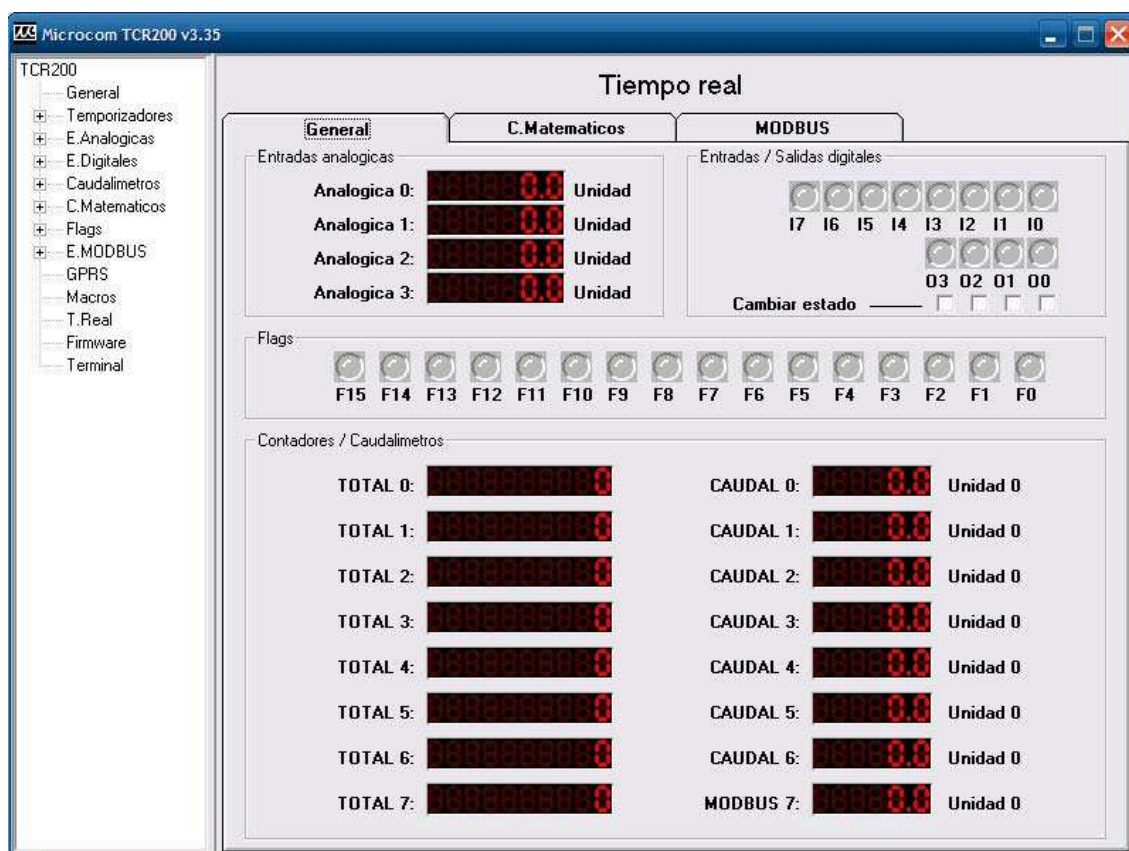 Microcom TCR200 v3.35
TCR200
General
Temporizadores
E.Analogicas
E.Digitales
Caudalimetros
C.Matematicos
Flags
E.MODBUS
GPRS
Macros
T.Real
Firmware
Terminal
Tiempo real
General C.Matematicos MODBUS
Entradas analogicas
Analogica 0: 0.0 Unidad
Analogica 1: 0.0 Unidad
Analogica 2: 0.0 Unidad
Analogica 3: 0.0 Unidad
Entradas / Salidas digitales
I7 I6 I5 I4 I3 I2 I1 I0
O3 O2 O1 O0
Cambiar estado
Flags
F15 F14 F13 F12 F11 F10 F9 F8 F7 F6 F5 F4 F3 F2 F1 F0
Contadores / Caudalimetros
TOTAL 0: 0 CAUDAL 0: 0.0 Unidad 0
TOTAL 1: 0 CAUDAL 1: 0.0 Unidad 0
TOTAL 2: 0 CAUDAL 2: 0.0 Unidad 0
TOTAL 3: 0 CAUDAL 3: 0.0 Unidad 0
TOTAL 4: 0 CAUDAL 4: 0.0 Unidad 0
TOTAL 5: 0 CAUDAL 5: 0.0 Unidad 0
TOTAL 6: 0 CAUDAL 6: 0.0 Unidad 0
TOTAL 7: 0 MODBUS 7: 0.0 Unidad 0